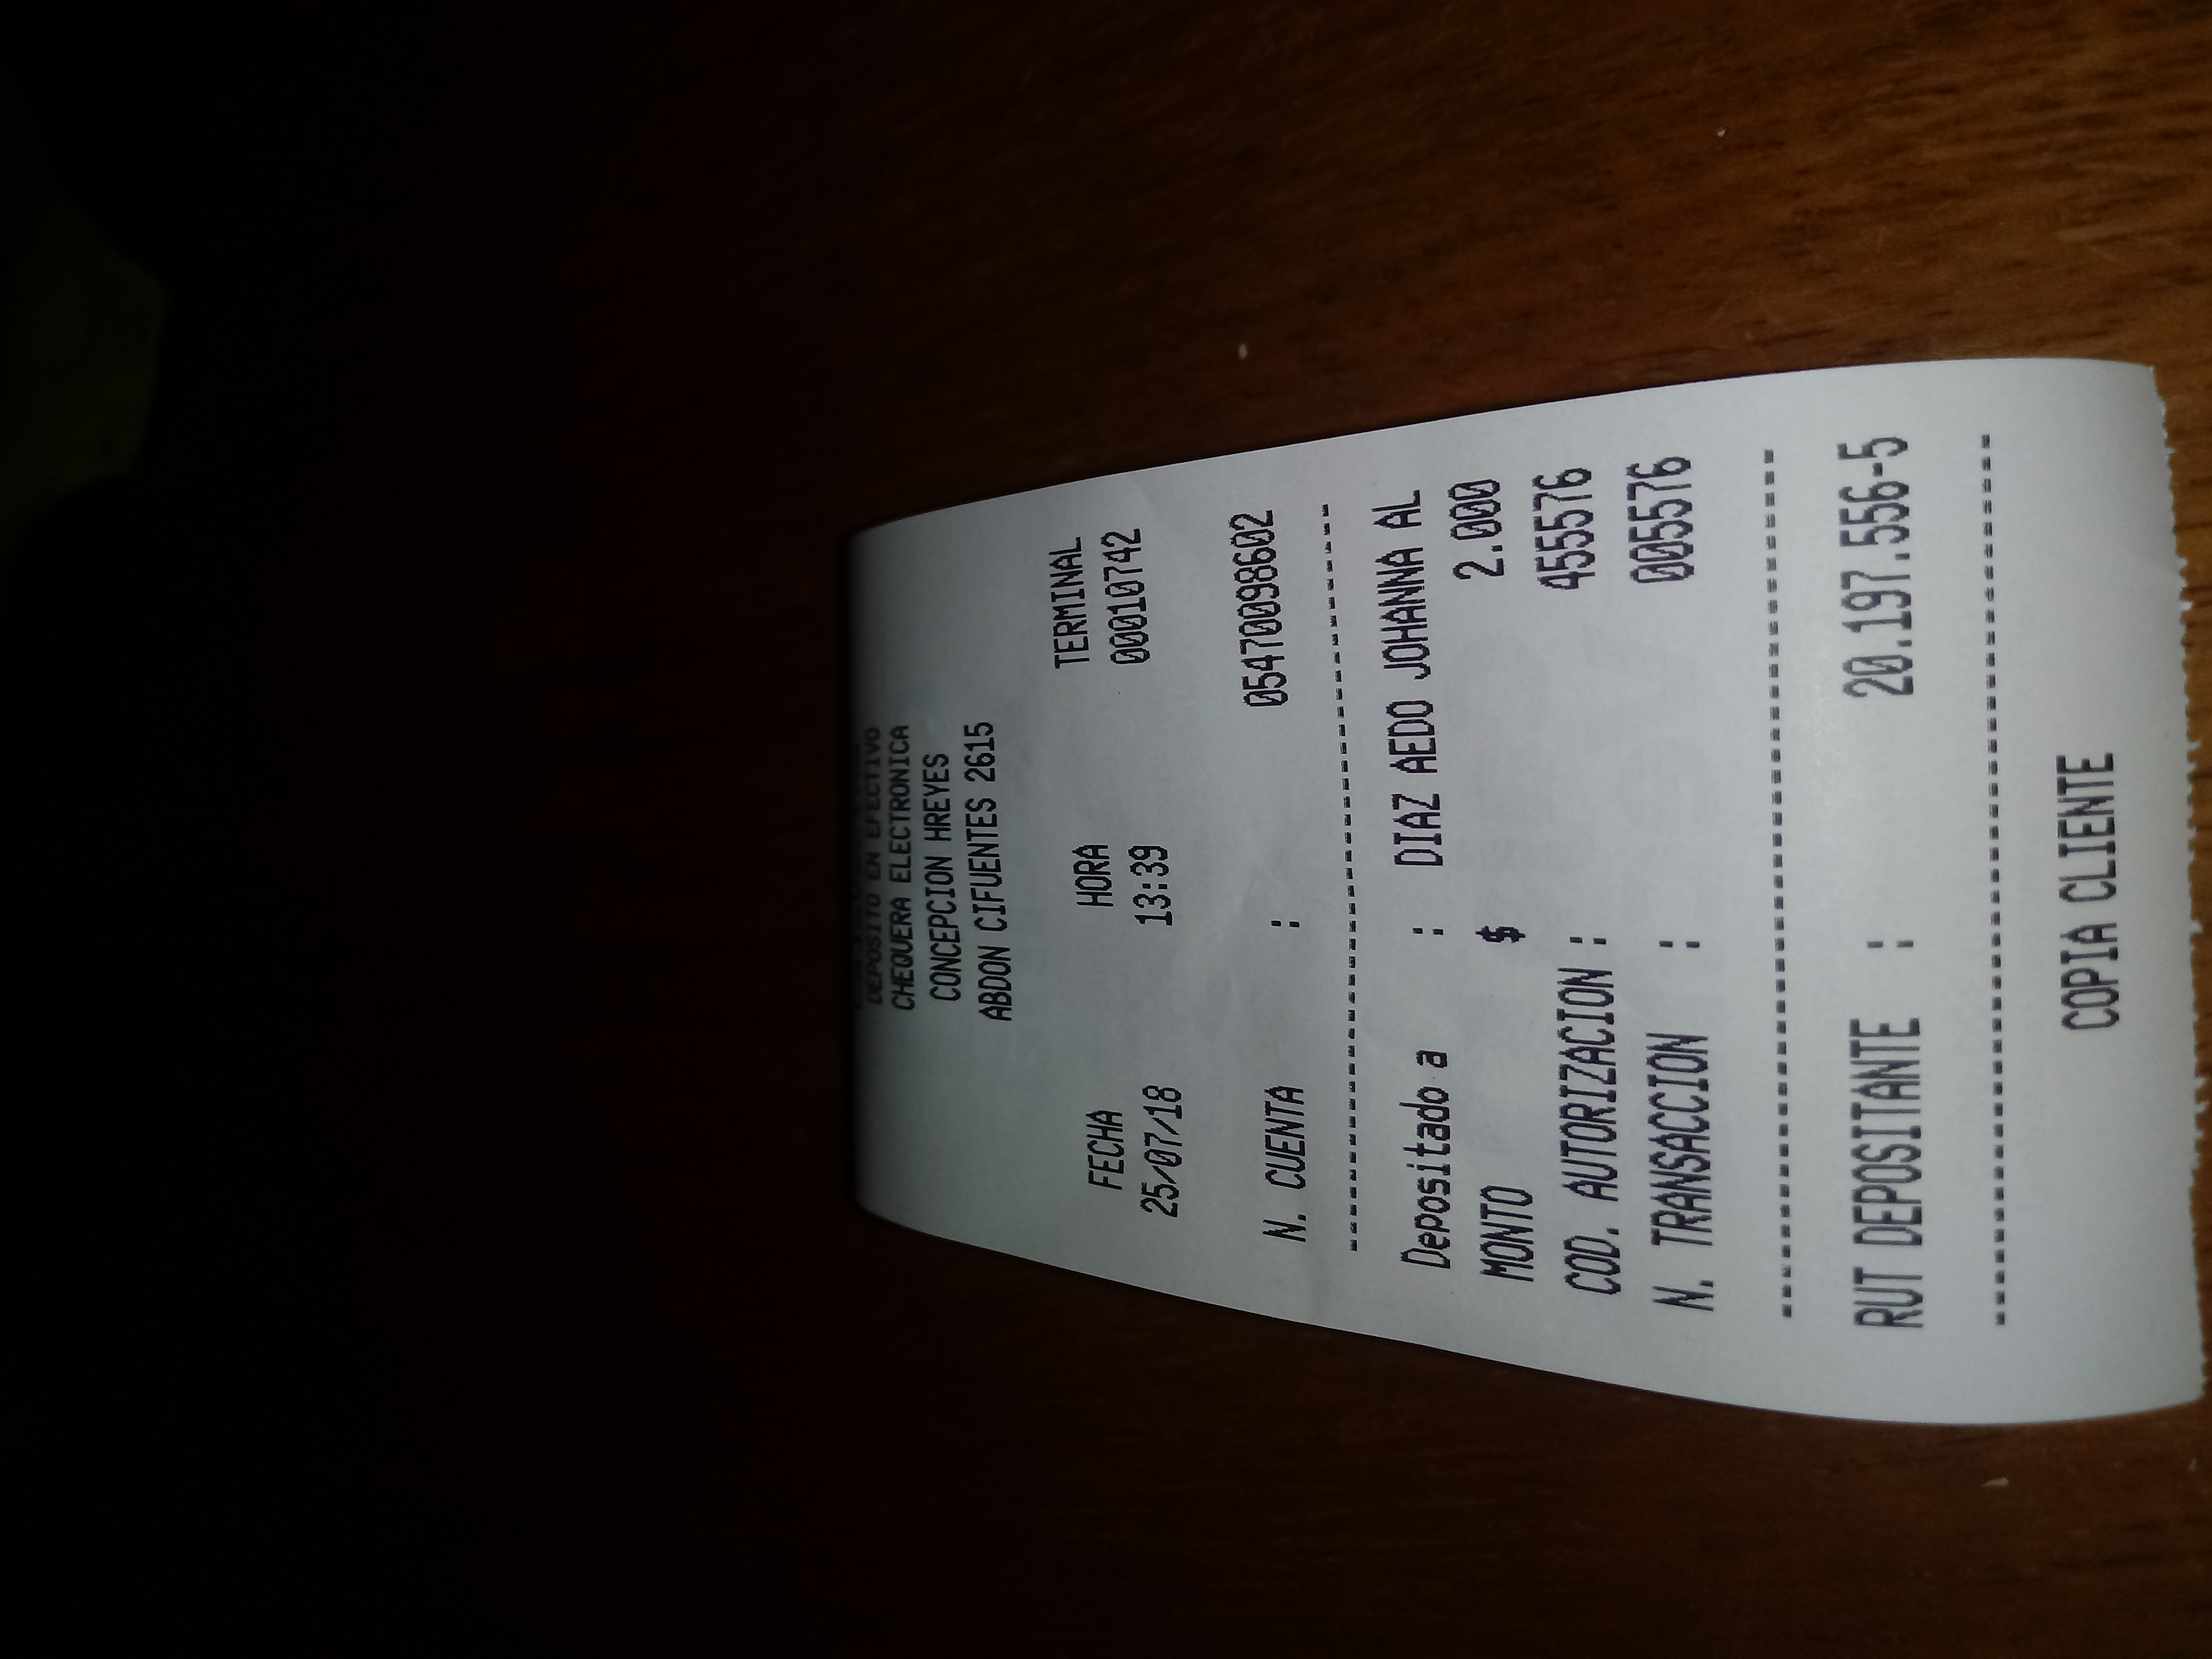 DEPOSITO EN EFECTIVO
CHEQUERA ELECTRONICA
CONCEPCION HREYES
ABDON CIFUENTES 2615
FECHA HORA TERMINAL
25/07/18 13:39 00010742
N. CUENTA : 05470098602
--------------------------------
Depositado a : DIAZ AEDO JOHANNA AL
MONTO $ 2.000
COD. AUTORIZACION : 455576
N. TRANSACCION : 005576
--------------------------------
RUT DEPOSITANTE : 20.197.556-5
--------------------------------
COPIA CLIENTE